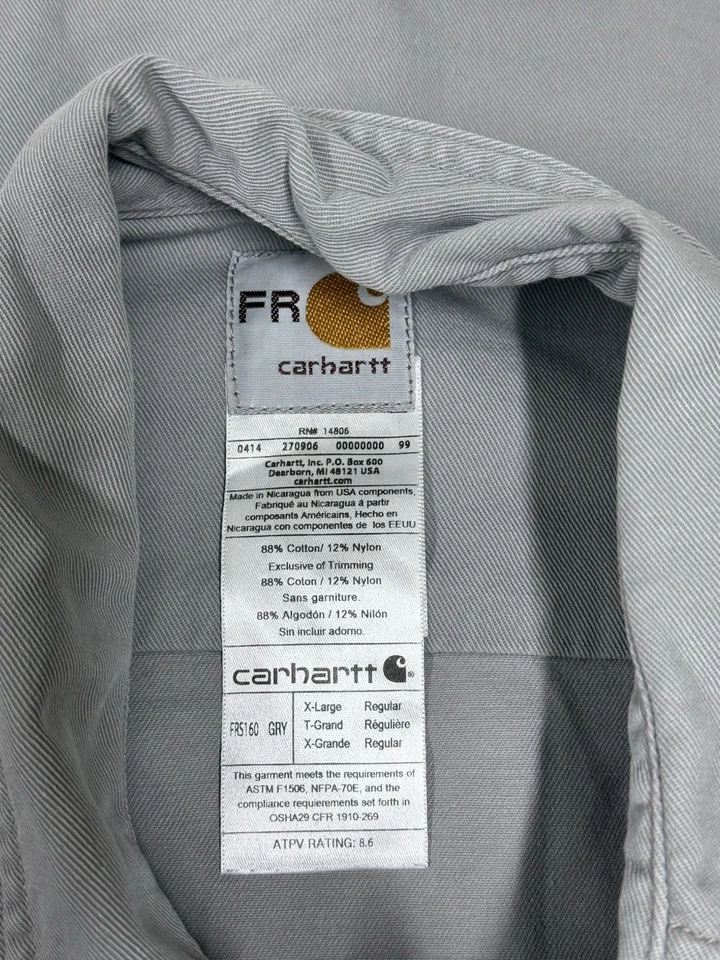 FR
carhartt
RN# 14806
0414 270906 00000000 99
Carhartt, Inc. P.O. Box 600
Dearborn, MI 48121 USA
carhartt.com
Made in Nicaragua from USA components,
Fabriqué au Nicaragua á partir
composants Américains, Hecho en
Nicaragua con componentes de los EEUU
88% Cotton/ 12% Nylon
Exclusive of Trimming
88% Coton / 12% Nylon
Sans garniture.
88% Algodón / 12% Nilón
Sin incluir adorno.
carhartt ®
FRS160 GRY
X-Large Regular
T-Grand Régulière
X-Grande Regular
This garment meets the requirements of
ASTM F1506, NFPA-70E, and the
compliance requierements set forth in
OSHA29 CFR 1910-269
ATPV RATING: 8.6